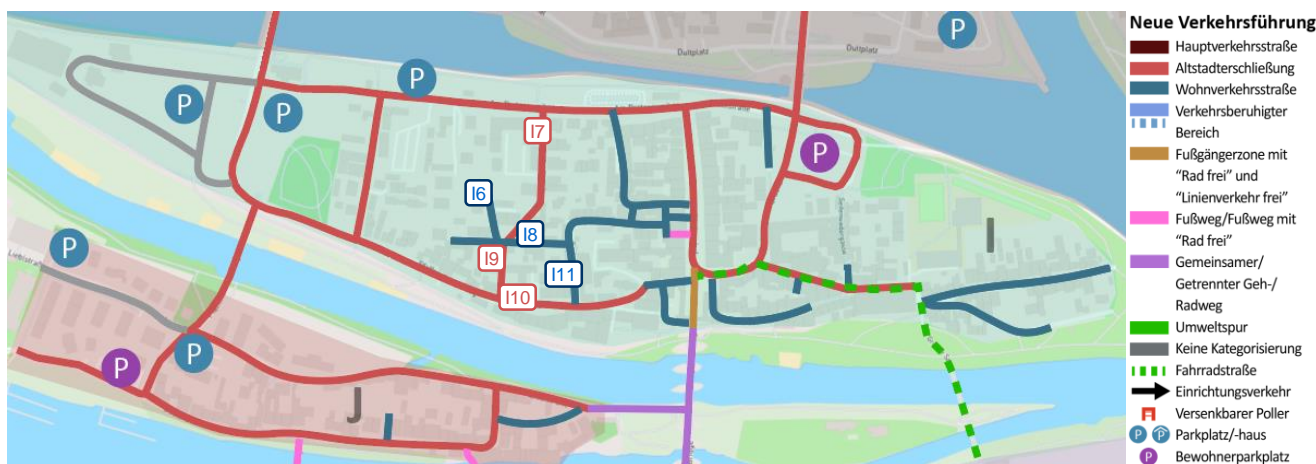 Neue Verkehrsführung
Hauptverkehrsstraße
Altstadterschließung
Wohnverkehrsstraße
Verkehrsberuhigter
Bereich
Fußgängerzone mit
“Rad frei” und
“Linienverkehr frei”
Fußweg/Fußweg mit
“Rad frei”
Gemeinsamer/
Getrennter Geh-/
Radweg
Umweltspur
Keine Kategorisierung
Fahrradstraße
Einrichtungsverkehr
Versenkbarer Poller
P P Parkplatz/-haus
P Bewohnerparkplatz
P
Dultplatz
Dultplatz
P
P
P
I7
P
I6
I8
I
I9
I11
I10
P
Lieblstraße
P
P
J